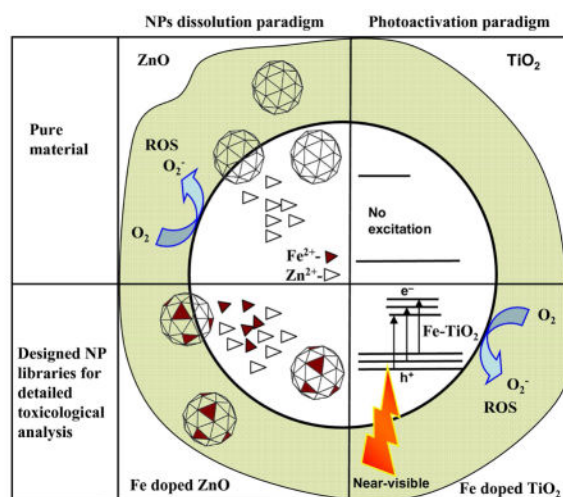 NPs dissolution paradigm
Photoactivation paradigm
Pure
material
ZnO
TiO₂
ROS
O₂⁻
O₂
No
excitation
Fe²⁺-
Zn²⁺-
Designed NP
libraries for
detailed
toxicological
analysis
e⁻
Fe-TiO₂
h⁺
O₂
O₂⁻
ROS
Near-visible
Fe doped ZnO
Fe doped TiO₂